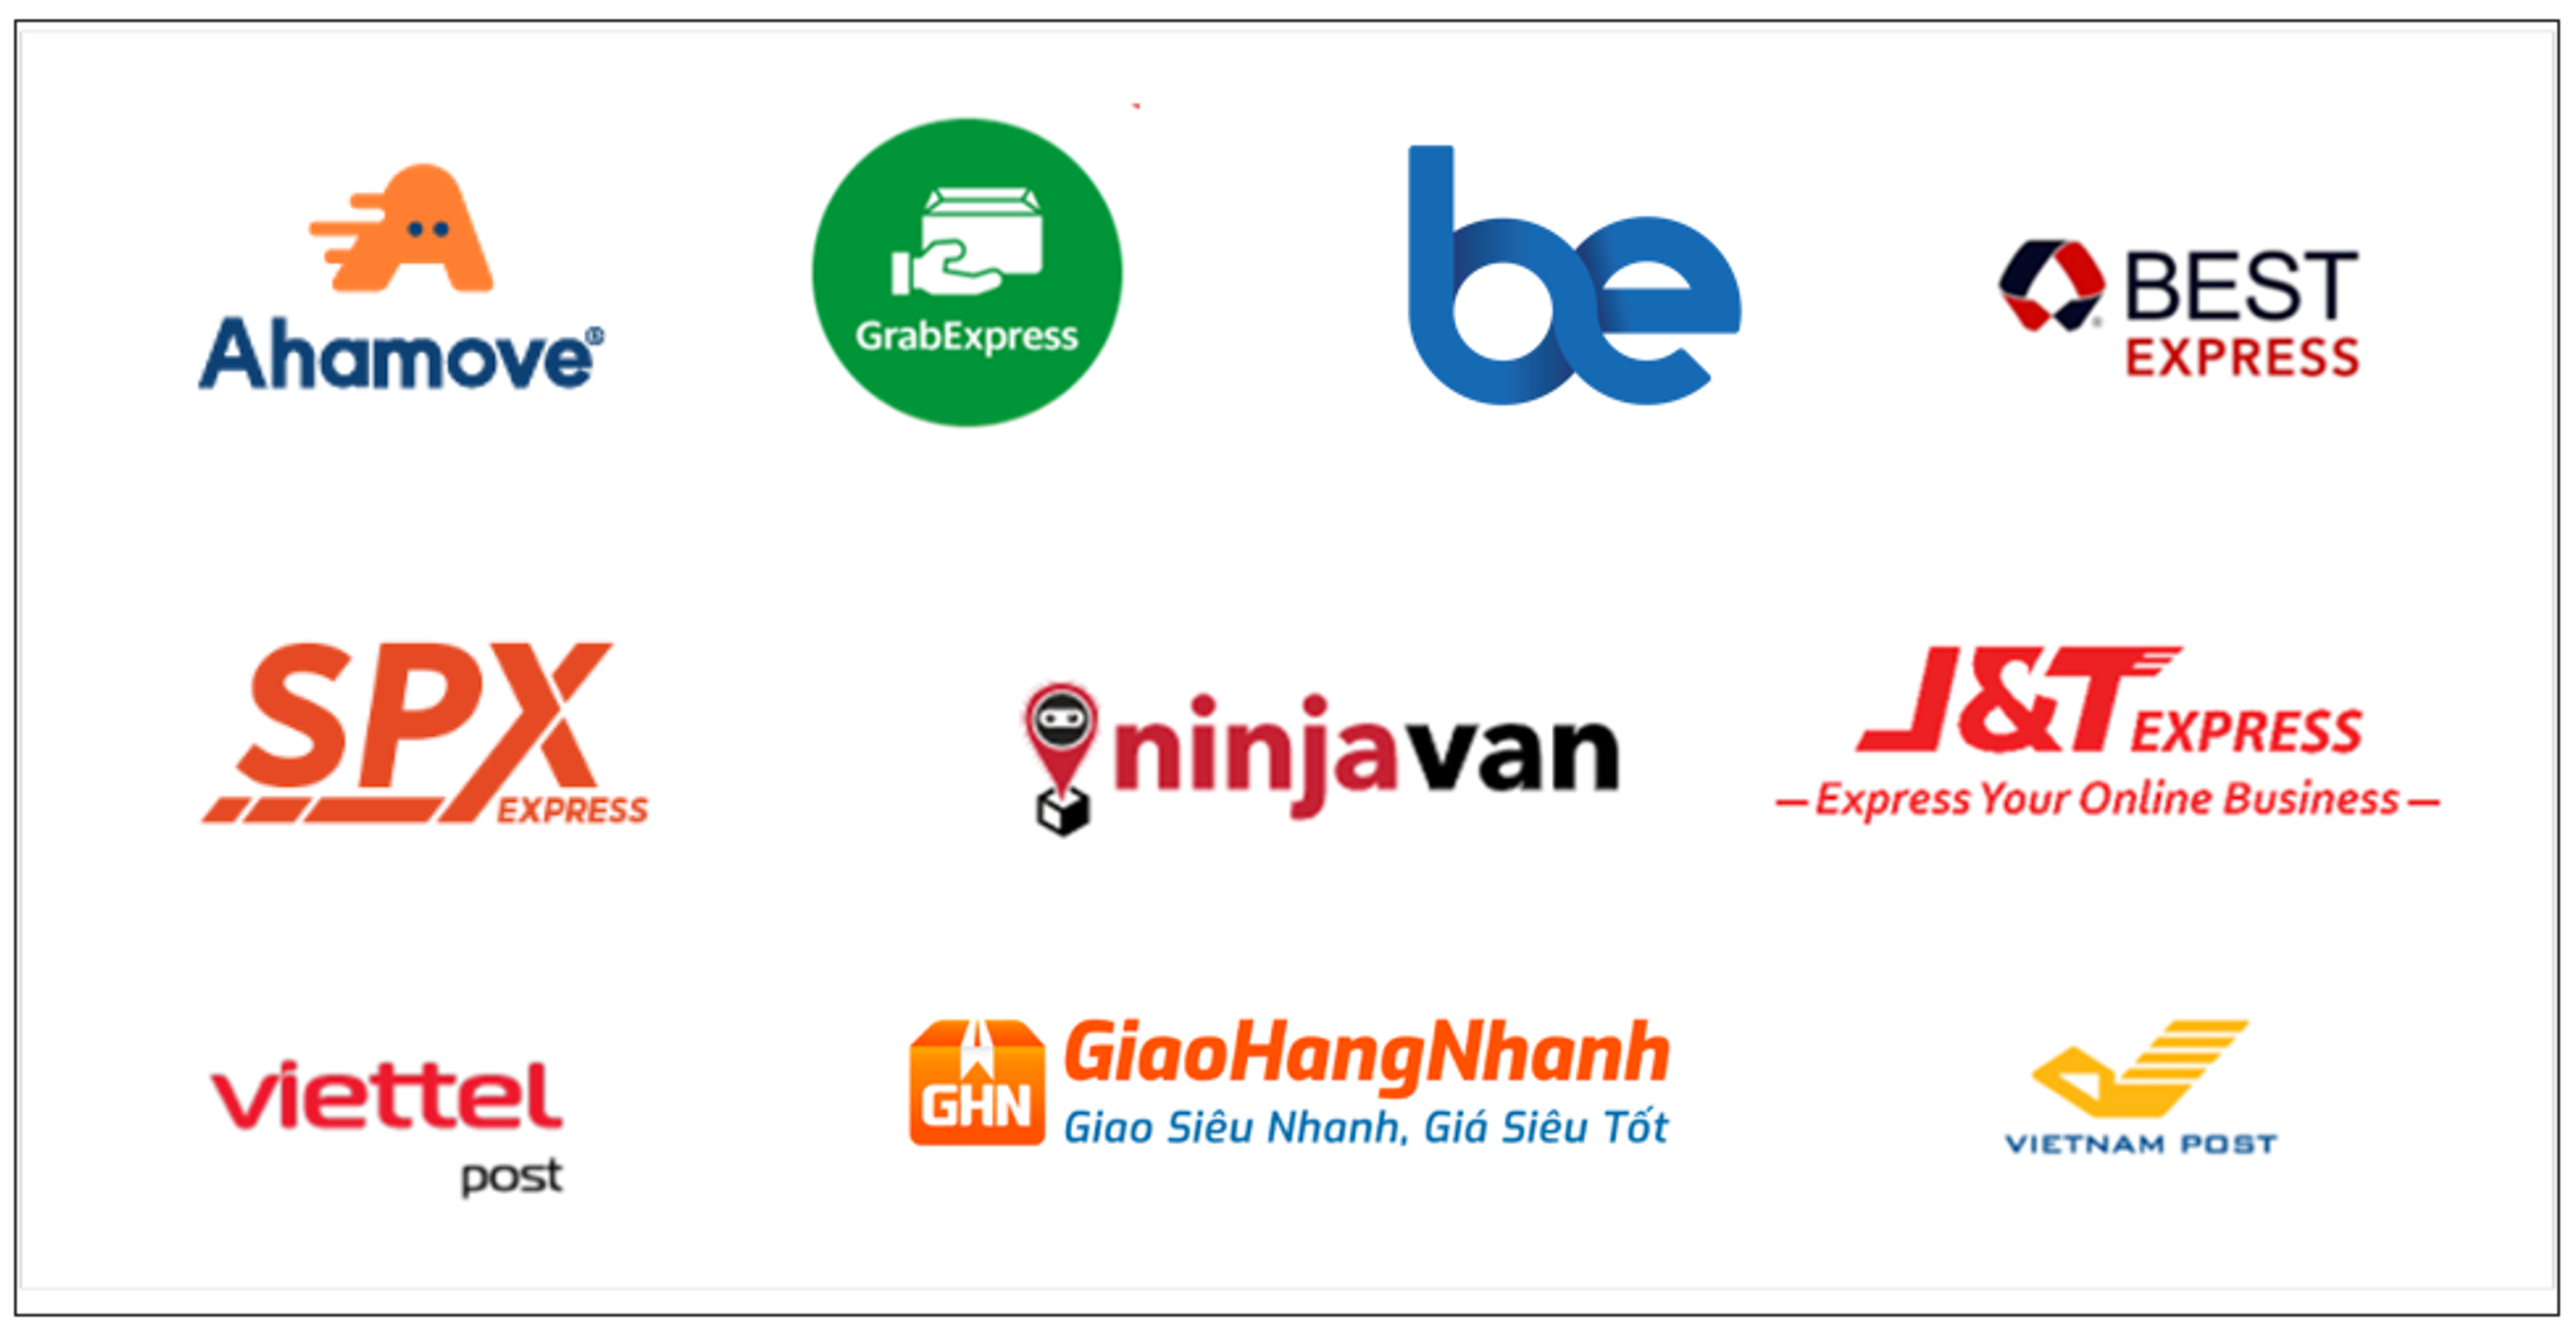 Ahamove®
GrabExpress
be
BEST
EXPRESS
SPX
EXPRESS
ninjavan
J&T EXPRESS
—Express Your Online Business—
viettel
post
GHN
GiaoHangNhanh
Giao Siêu Nhanh, Giá Siêu Tốt
VIETNAM POST